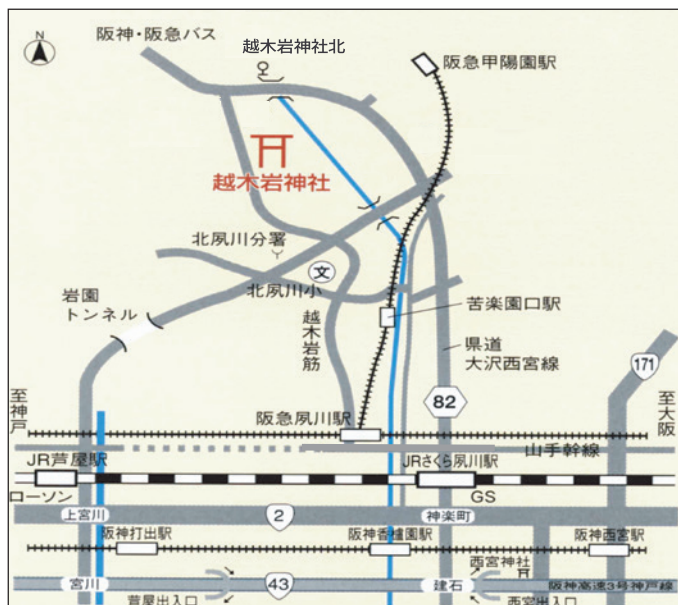 阪神・阪急バス
越木岩神社北
阪急甲陽園駅
N
越木岩神社
北夙川分署
文
北夙川小
岩園
トンネル
越木岩筋
苦楽園口駅
県道
大沢西宮線
171
82
至神戸
至大阪
阪急夙川駅
山手幹線
JR芦屋駅
JRさくら夙川駅
ローソン
GS
上宮川
2
神楽町
阪神打出駅
阪神香櫨園駅
阪神西宮駅
西宮神社
宮川
43
建石
阪神高速3号神戸線
芦屋出入口
西宮出入口